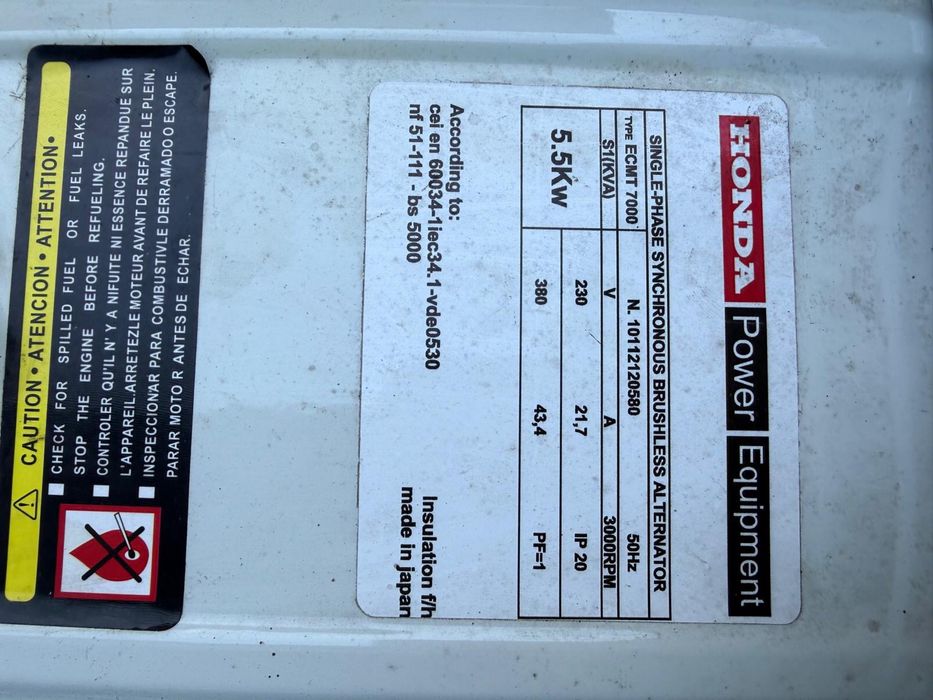 HONDA Power Equipment
SINGLE-PHASE SYNCHRONOUS BRUSHLESS ALTERNATOR
TYPE ECMT 7000 N. 10112120580 50Hz
S1(KVA) V A 3000RPM
5.5Kw 230 21,7 IP 20
380 43,4 PF=1
According to:
cei en 60034-1iec34.1-vde0530
nf 51-111 - bs 5000
Insulation f/h
made in japan
CAUTION • ATENCION • ATTENTION •
CHECK FOR SPILLED FUEL OR FUEL LEAKS.
STOP THE ENGINE BEFORE REFUELING.
CONTROLER QU'IL N' Y A NIFUITE NI ESSENCE REPANDUE SUR
L'APPAREIL.ARRETEZLE MOTEUR AVANT DE REFAIRE LE PLEIN.
INSPECCIONAR PARA COMBUSTIVLE DERRAMADO O ESCAPE.
PARAR MOTO R ANTES DE ECHAR.